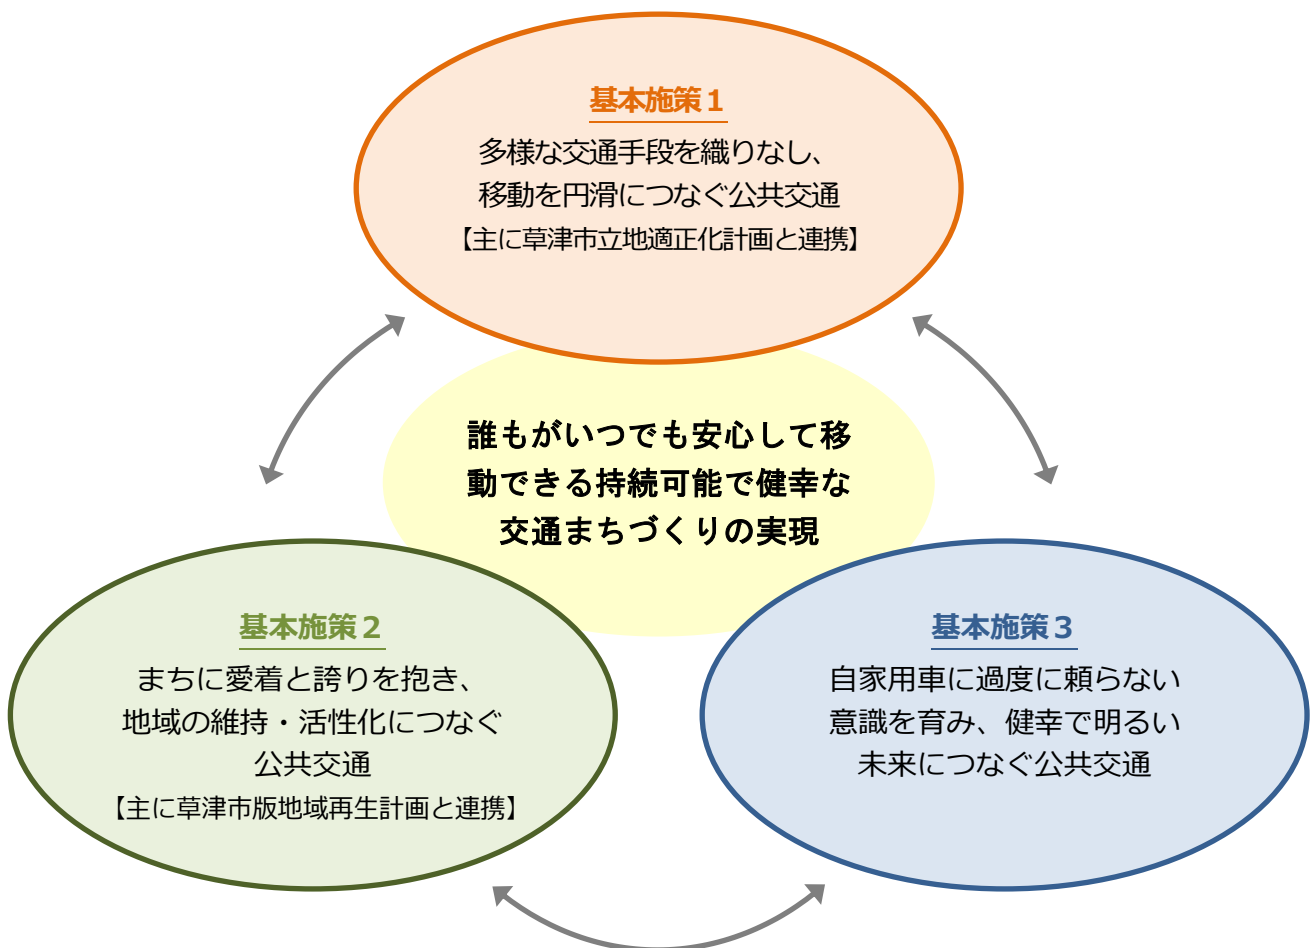 基本施策１
多様な交通手段を織りなし、
移動を円滑につなぐ公共交通
【主に草津市立地適正化計画と連携】
誰もがいつでも安心して移
動できる持続可能で健幸な
交通まちづくりの実現
基本施策２
まちに愛着と誇りを抱き、
地域の維持・活性化につなぐ
公共交通
【主に草津市版地域再生計画と連携】
基本施策３
自家用車に過度に頼らない
意識を育み、健幸で明るい
未来につなぐ公共交通